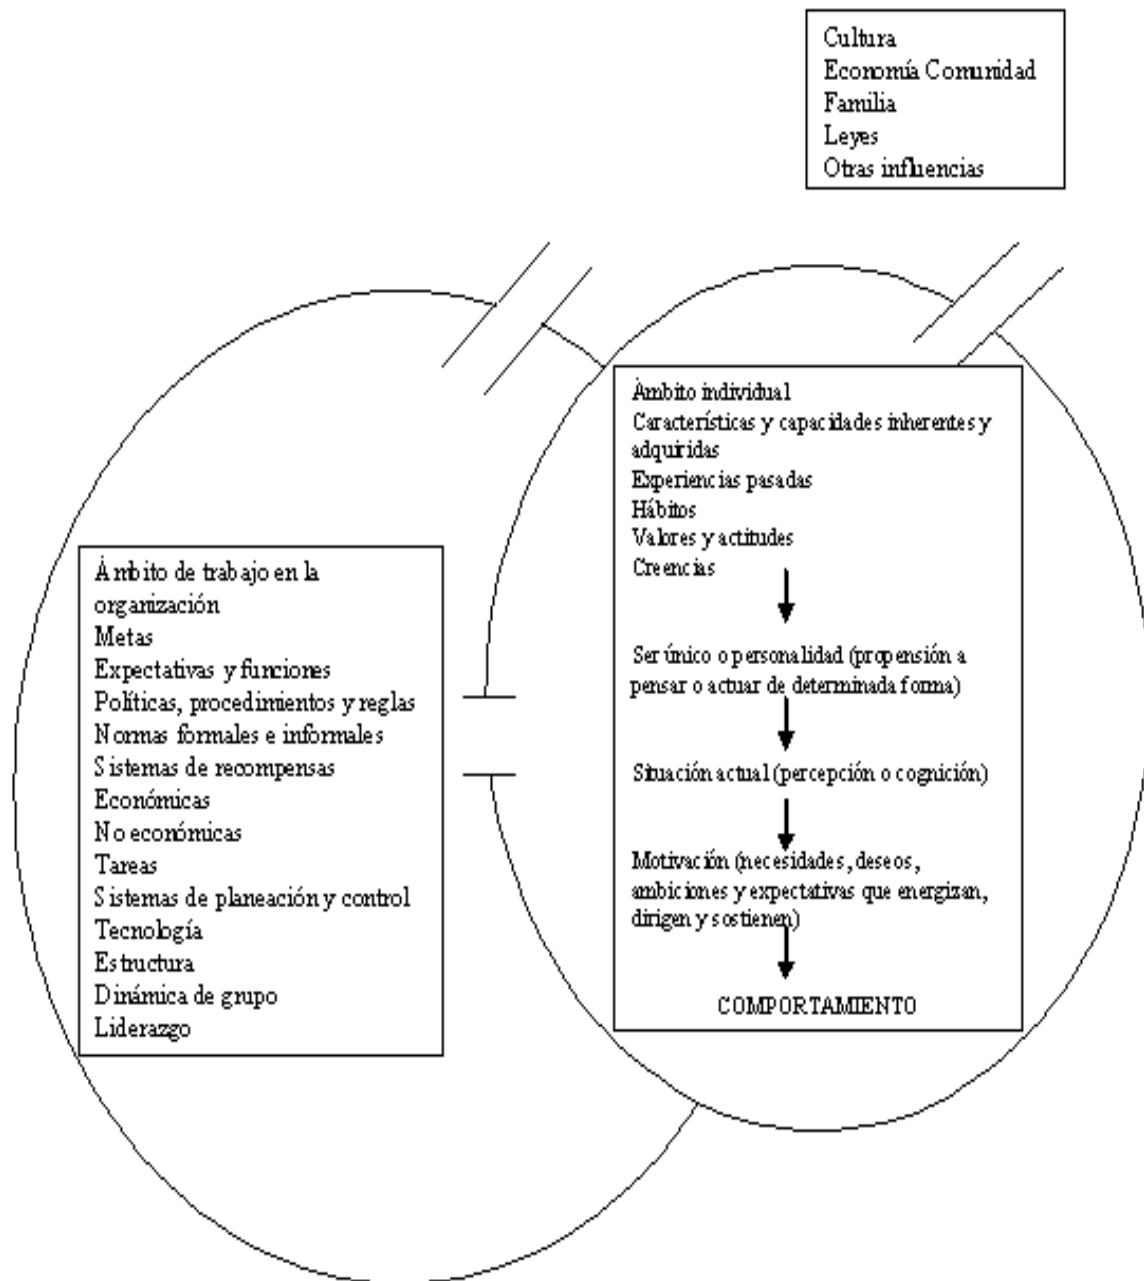 Cultura
Economía Comunidad
Familia
Leyes
Otras influencias
Ámbito individual
Características y capacidades inherentes y
adquiridas
Experiencias pasadas
Hábitos
Valores y actitudes
Creencias
Ser único o personalidad (propensión a
pensar o actuar de determinada forma)
Situación actual (percepción o cognición)
Motivación (necesidades, deseos,
ambiciones y expectativas que energizan,
dirigen y sostienen)
COMPORTAMIENTO
Ámbito de trabajo en la
organización
Metas
Expectativas y funciones
Políticas, procedimientos y reglas
Normas formales e informales
Sistemas de recompensas
Económicas
No económicas
Tareas
Sistemas de planeación y control
Tecnología
Estructura
Dinámica de grupo
Liderazgo